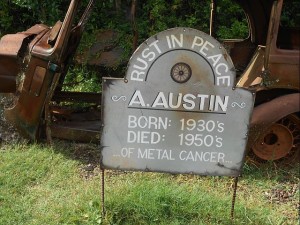 RUST IN PEACE
A. AUSTIN
BORN: 1930's
DIED: 1950's
...OF METAL CANCER...